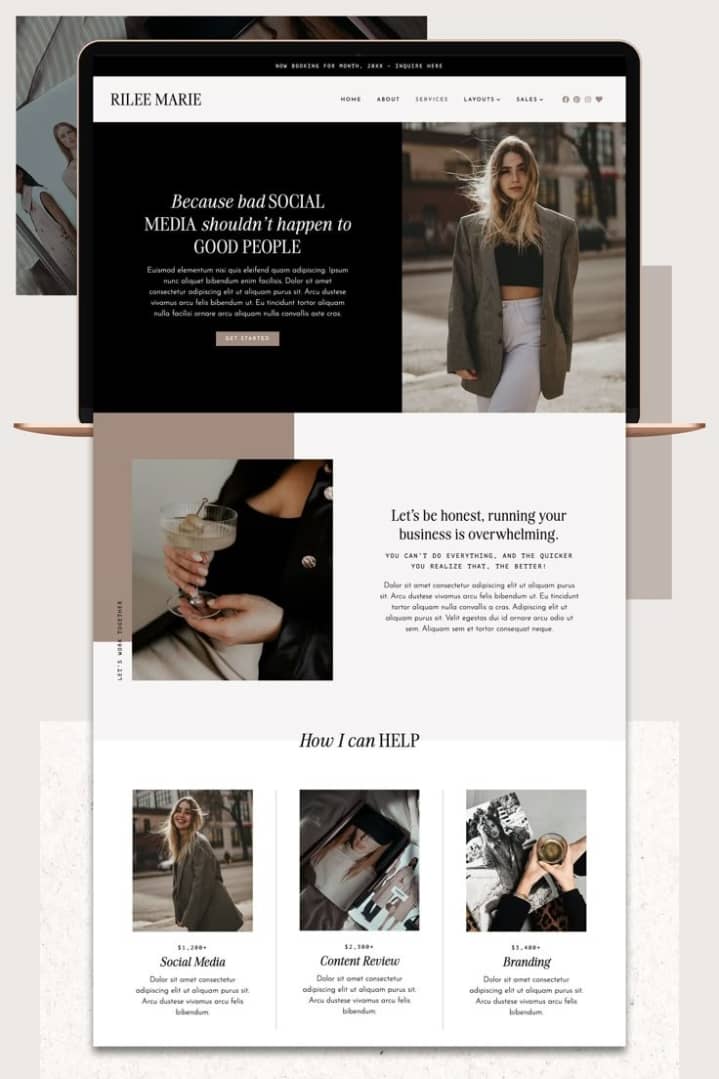 NOW BOOKING FOR MONTH, 20XX - INQUIRE HERE
RILEE MARIE
HOME ABOUT SERVICES LAYOUTS SALES
Because bad SOCIAL
MEDIA shouldn't happen to
GOOD PEOPLE
Euismod elementum nisi quis eleifend quam adipiscing. Ipsum
nunc aliquet bibendum enim facilisis. Dolor sit amet
consectetur adipiscing elit ut aliquam purus sit. Arcu dustese
vivamus arcu felis bibendum ut. Eu tincidunt tortor aliquam
nulla facilisi ornare arcu aliquam nulla convallis aste cras.
GET STARTED
Let's be honest, running your
business is overwhelming.
YOU CAN'T DO EVERYTHING, AND THE QUICKER
YOU REALIZE THAT, THE BETTER!
Dolor sit amet consectetur adipiscing elit ut aliquam purus
sit. Arcu dustese vivamus arcu felis bibendum ut. Eu tincidunt
tortor aliquam nulla convallis a cras. Adipiscing elit ut
aliquam purus sit. Velit egestas dui id ornare arcu odio ut
sem. Aliquam sem et tortor consequat neque.
LET'S WORK TOGETHER
How I can HELP
$1,200+
Social Media
Dolor sit amet consectetur
adipiscing elit ut aliquam purus sit.
Arcu dustese vivamus arcu felis
bibendum.
$2,300+
Content Review
Dolor sit amet consectetur
adipiscing elit ut aliquam purus sit.
Arcu dustese vivamus arcu felis
bibendum.
$3,400+
Branding
Dolor sit amet consectetur
adipiscing elit ut aliquam purus sit.
Arcu dustese vivamus arcu felis
bibendum.